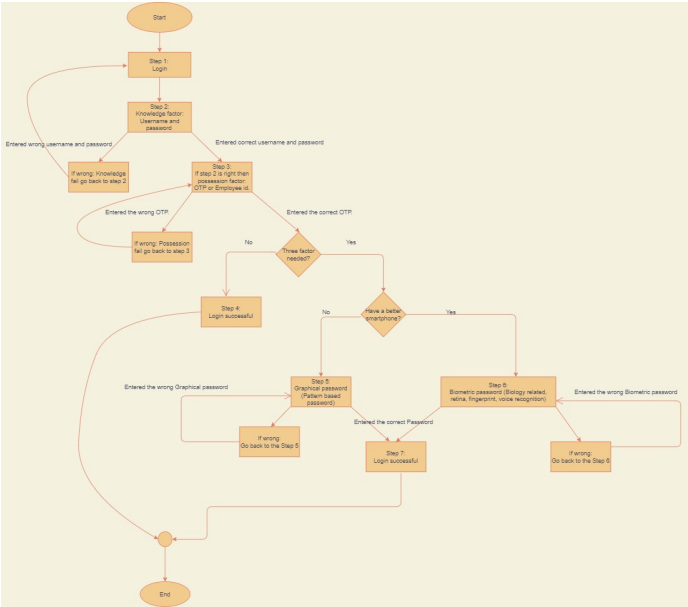 Start
Step 1:
Login
Step 2:
Knowledge factor:
Username and
password
Entered wrong username and password
Entered correct username and password
If wrong: Knowledge
fail go back to step 2
Step 3:
If step 2 is right then
possession factor:
OTP or Employee id.
Entered the wrong OTP.
Entered the correct OTP.
If wrong: Possession
fail go back to step 3
No
Three factor
needed?
Yes
Step 4:
Login successful
No
Have a better
smartphone?
Yes
Entered the wrong Graphical password
Step 5:
Graphical password
(Pattern based
password)
Step 6:
Biometric password (Biology related,
retina, fingerprint, voice recognition)
Entered the wrong Biometric password
Entered the correct Password
If wrong:
Go back to the Step 5
Step 7:
Login successful
If wrong:
Go back to the Step 6
End